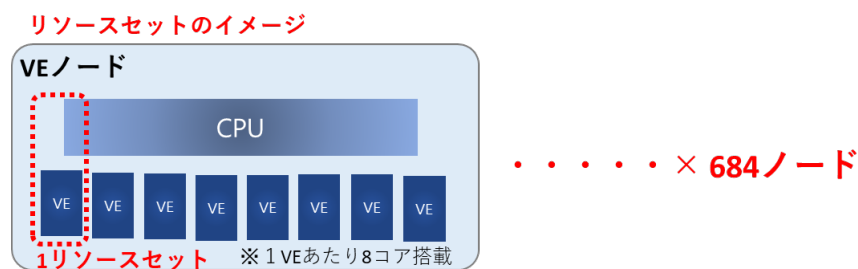 リソースセットのイメージ
VEノード
CPU
・・・・・× 684ノード
VE VE VE VE VE VE VE VE
1リソースセット ※１VEあたり8コア搭載